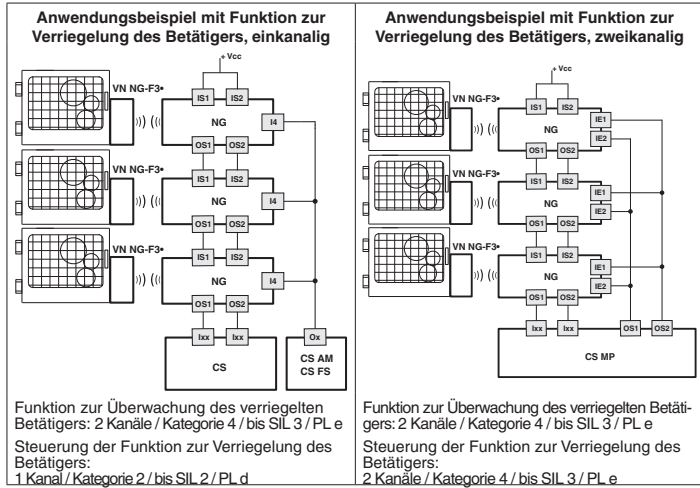 Anwendungsbeispiel mit Funktion zur
Verriegelung des Betätigers, einkanalig
+ Vcc
VN NG-F3•
IS1 IS2
NG
I4
OS1 OS2
VN NG-F3•
IS1 IS2
NG
I4
OS1 OS2
VN NG-F3•
IS1 IS2
NG
I4
OS1 OS2
Ixx Ixx
Ox
CS
CS AM
CS FS
Funktion zur Überwachung des verriegelten
Betätigers: 2 Kanäle / Kategorie 4 / bis SIL 3 / PL e
Steuerung der Funktion zur Verriegelung des
Betätigers:
1 Kanal / Kategorie 2 / bis SIL 2 / PL d
Anwendungsbeispiel mit Funktion zur
Verriegelung des Betätigers, zweikanalig
+ Vcc
VN NG-F3•
IS1 IS2
NG
IE1
IE2
OS1 OS2
VN NG-F3•
IS1 IS2
NG
IE1
IE2
OS1 OS2
VN NG-F3•
IS1 IS2
NG
IE1
IE2
OS1 OS2
Ixx Ixx OS1 OS2
CS MP
Funktion zur Überwachung des verriegelten Betäti-
gers: 2 Kanäle / Kategorie 4 / bis SIL 3 / PL e
Steuerung der Funktion zur Verriegelung des
Betätigers:
2 Kanäle / Kategorie 4 / bis SIL 3 / PL e